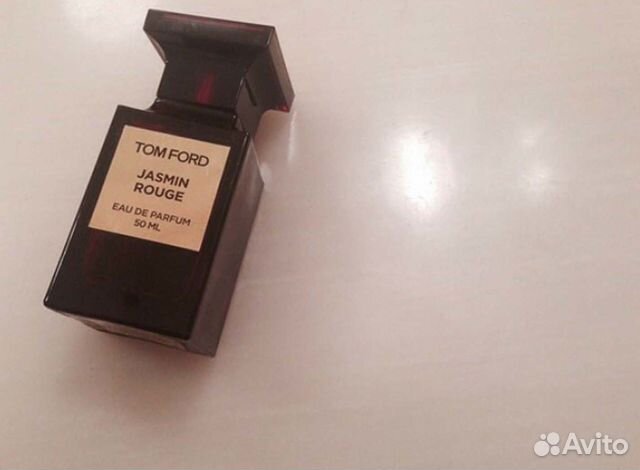 TOM FORD
JASMIN
ROUGE
EAU DE PARFUM
50 ML
Avito